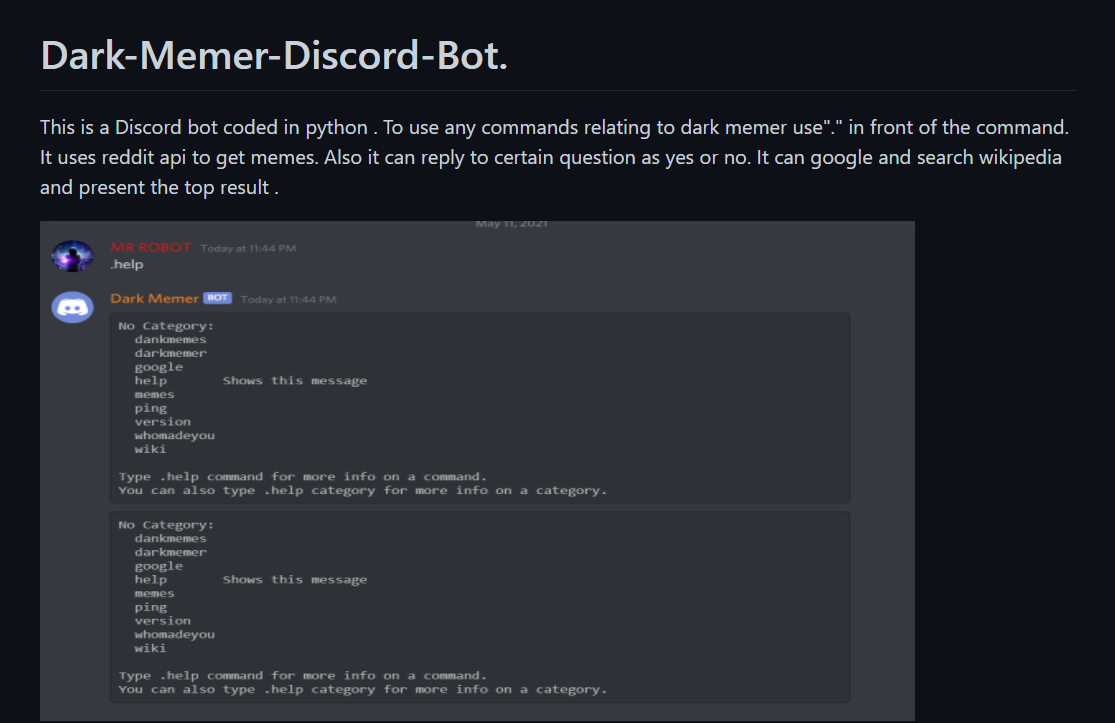 Dark-Memer-Discord-Bot.
This is a Discord bot coded in python . To use any commands relating to dark memer use"." in front of the command.
It uses reddit api to get memes. Also it can reply to certain question as yes or no. It can google and search wikipedia
and present the top result .
May 11, 2021
MR ROBOT Today at 11:44 PM
.help
Dark Memer BOT Today at 11:44 PM
No Category:
dankmemes
darkmemer
google
help Shows this message
memes
ping
version
whomadeyou
wiki
Type .help command for more info on a command.
You can also type .help category for more info on a category.
No Category:
dankmemes
darkmemer
google
help Shows this message
memes
ping
version
whomadeyou
wiki
Type .help command for more info on a command.
You can also type .help category for more info on a category.